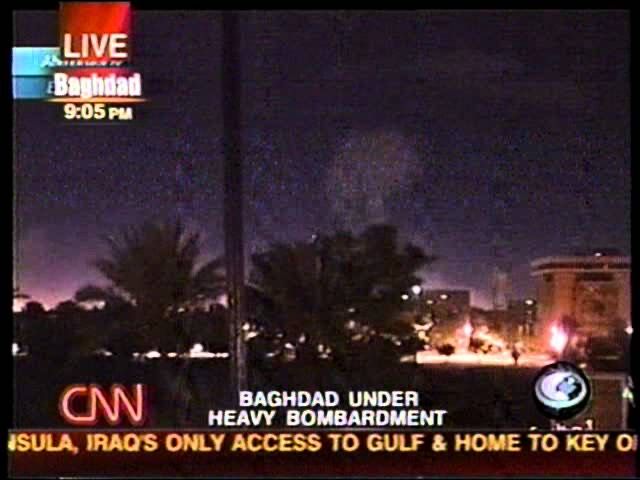 LIVE
Baghdad
9:05 PM
BAGHDAD UNDER
HEAVY BOMBARDMENT
CNN
NSULA, IRAQ'S ONLY ACCESS TO GULF & HOME TO KEY O